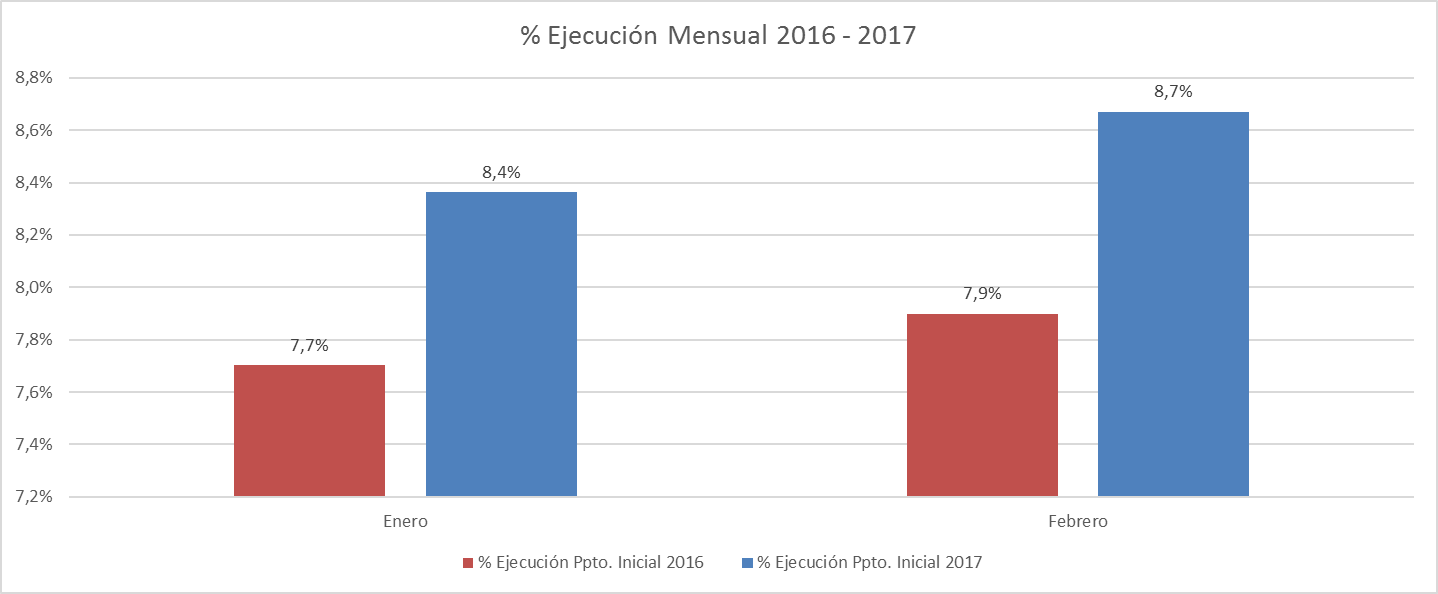 % Ejecución Mensual 2016 - 2017
8,8%
8,6%
8,4%
8,2%
8,0%
7,8%
7,6%
7,4%
7,2%
7,7%
8,4%
7,9%
8,7%
Enero
Febrero
% Ejecución Ppto. Inicial 2016
% Ejecución Ppto. Inicial 2017